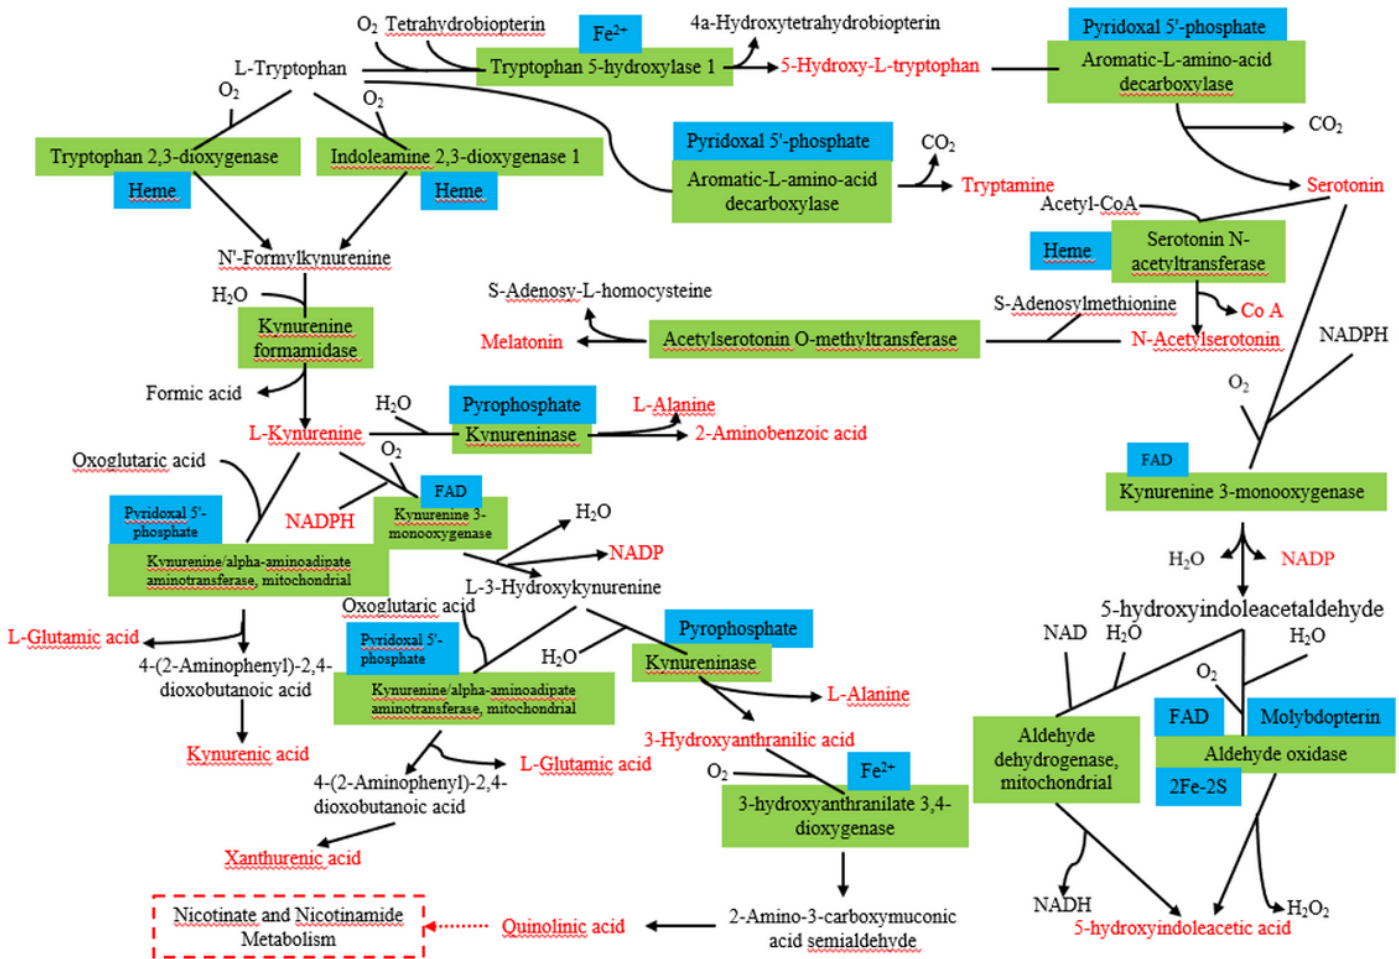 O2 Tetrahydrobiopterin
Fe2+
4a-Hydroxytetrahydrobiopterin
Pyridoxal 5'-phosphate
L-Tryptophan
Tryptophan 5-hydroxylase 1
5-Hydroxy-L-tryptophan
Aromatic-L-amino-acid
decarboxylase
O2
O2
CO2
Tryptophan 2,3-dioxygenase
Indoleamine 2,3-dioxygenase 1
Heme
Heme
Pyridoxal 5'-phosphate
Aromatic-L-amino-acid
decarboxylase
CO2
Tryptamine
Serotonin
Acetyl-CoA
Heme
Serotonin N-
acetyltransferase
N'-Formylkynurenine
H2O
Kynurenine
formamidase
S-Adenosy-L-homocysteine
Melatonin
Acetylserotonin O-methyltransferase
S-Adenosylmethionine
Co A
N-Acetylserotonin
NADPH
O2
Formic acid
H2O
Pyrophosphate
Kynureninase
L-Alanine
2-Aminobenzoic acid
L-Kynurenine
O2
Oxoglutaric acid
FAD
Kynurenine 3-monooxygenase
Pyridoxal 5'-
phosphate
NADPH
FAD
Kynurenine 3-
monooxygenase
H2O
NADP
Kynurenine/alpha-aminoadipate
aminotransferase, mitochondrial
H2O
NADP
L-3-Hydroxykynurenine
5-hydroxyindoleacetaldehyde
Oxoglutaric acid
L-Glutamic acid
Pyridoxal 5'-
phosphate
H2O
Pyrophosphate
Kynureninase
NAD
H2O
H2O
O2
4-(2-Aminophenyl)-2,4-
dioxobutanoic acid
Kynurenine/alpha-aminoadipate
aminotransferase, mitochondrial
L-Alanine
FAD
Molybdopterin
Aldehyde
dehydrogenase,
mitochondrial
Aldehyde oxidase
2Fe-2S
Kynurenic acid
3-Hydroxyanthranilic acid
L-Glutamic acid
O2
Fe2+
4-(2-Aminophenyl)-2,4-
dioxobutanoic acid
3-hydroxyanthranilate 3,4-
dioxygenase
Xanthurenic acid
NADH
H2O2
5-hydroxyindoleacetic acid
Nicotinate and Nicotinamide
Metabolism
Quinolinic acid
2-Amino-3-carboxymuconic
acid semialdehyde